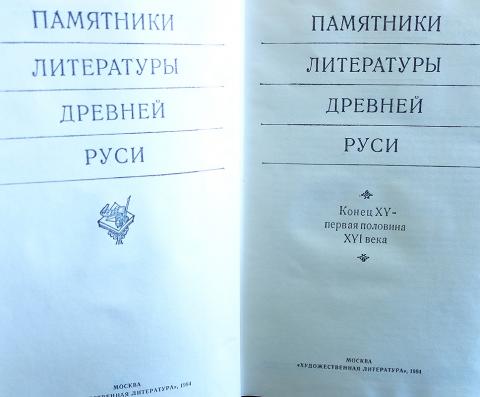 ПАМЯТНИКИ
ЛИТЕРАТУРЫ
ДРЕВНЕЙ
РУСИ
МОСКВА
ЛИТЕРАТУРА», 1984
ПАМЯТНИКИ
ЛИТЕРАТУРЫ
ДРЕВНЕЙ
РУСИ
Конец XV–
первая половина
XVI века
МОСКВА
«ХУДОЖЕСТВЕННАЯ ЛИТЕРАТУРА», 1984